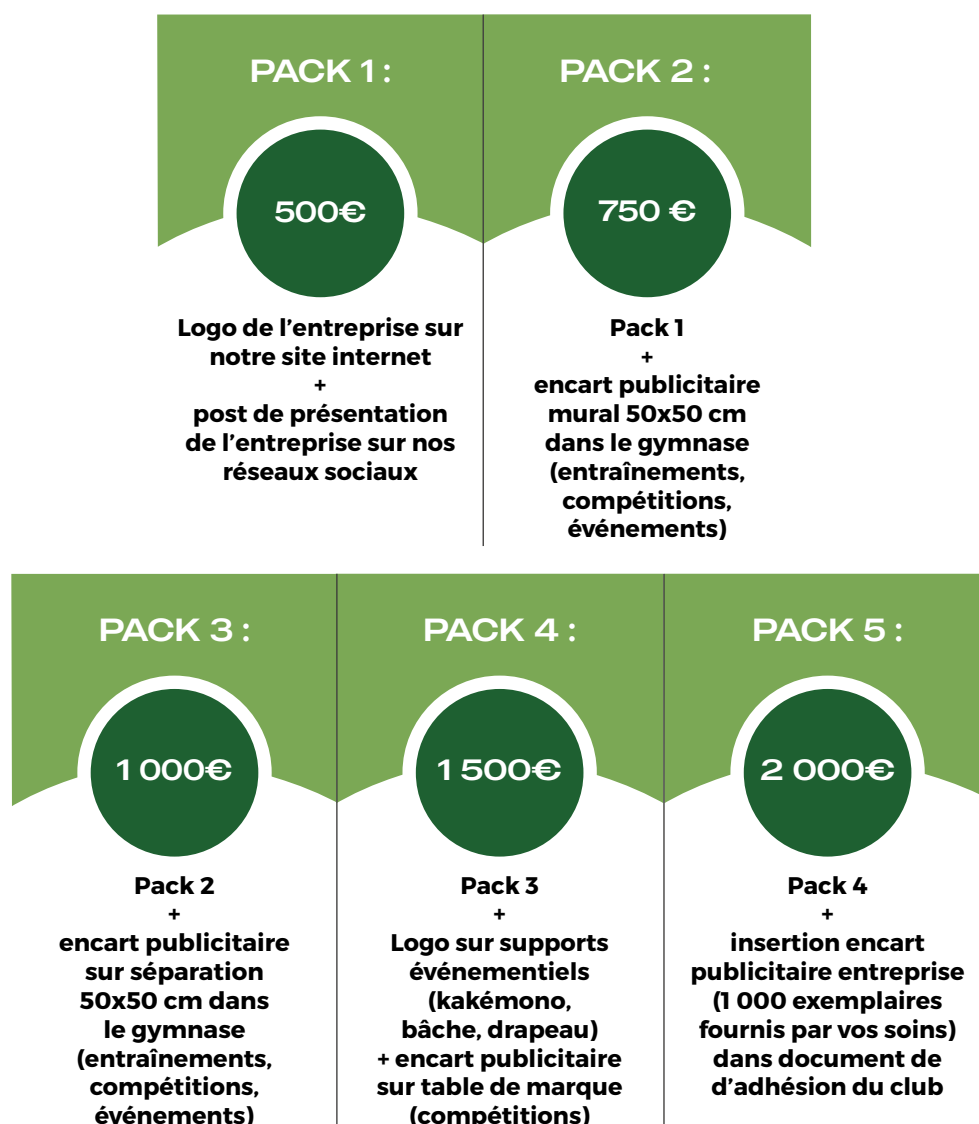 PACK 1 :
500€
Logo de l’entreprise sur
notre site internet
+
post de présentation
de l’entreprise sur nos
réseaux sociaux
PACK 2 :
750 €
Pack 1
+
encart publicitaire
mural 50x50 cm
dans le gymnase
(entraînements,
compétitions,
événements)
PACK 3 :
1 000€
Pack 2
+
encart publicitaire
sur séparation
50x50 cm dans
le gymnase
(entraînements,
compétitions,
événements)
PACK 4 :
1 500€
Pack 3
+
Logo sur supports
événementiels
(kakémono,
bâche, drapeau)
+ encart publicitaire
sur table de marque
(compétitions)
PACK 5 :
2 000€
Pack 4
+
insertion encart
publicitaire entreprise
(1 000 exemplaires
fournis par vos soins)
dans document de
d’adhésion du club